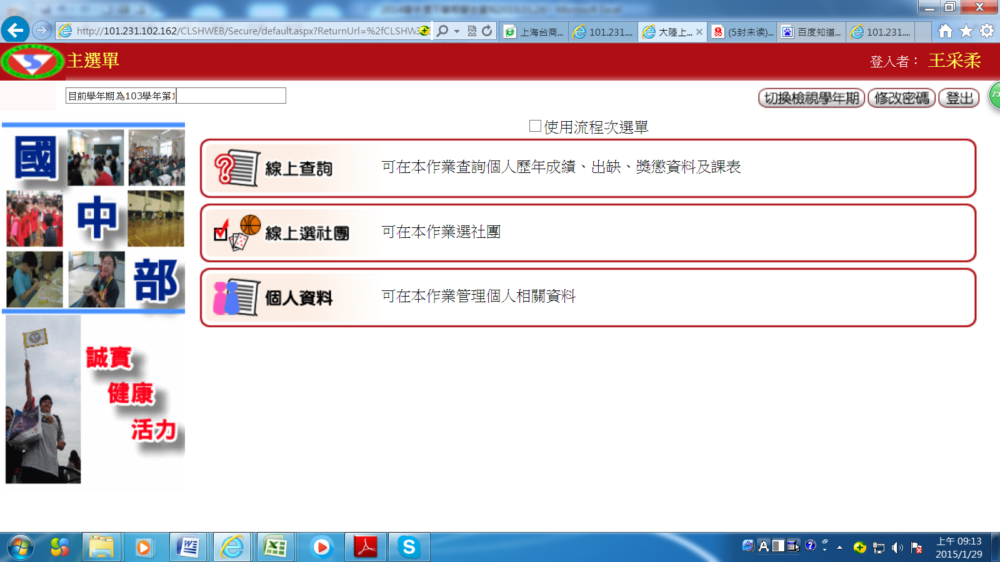 http://101.231.102.162/CLSHWEB/Secure/default.aspx?ReturnUrl=%2fCLSHW
上海台商...
101.231....
大陸上...
(5封未读)...
百度知道...
101.231....
主選單
登入者： 王采柔
目前學年期為103學年第1
切換檢視學年期
修改密碼
登出
73
使用流程次選單
國
中
部
線上查詢
可在本作業查詢個人歷年成績、出缺、獎懲資料及課表
線上選社團
可在本作業選社團
個人資料
可在本作業管理個人相關資料
誠實
健康
活力
上午 09:13
2015/1/29